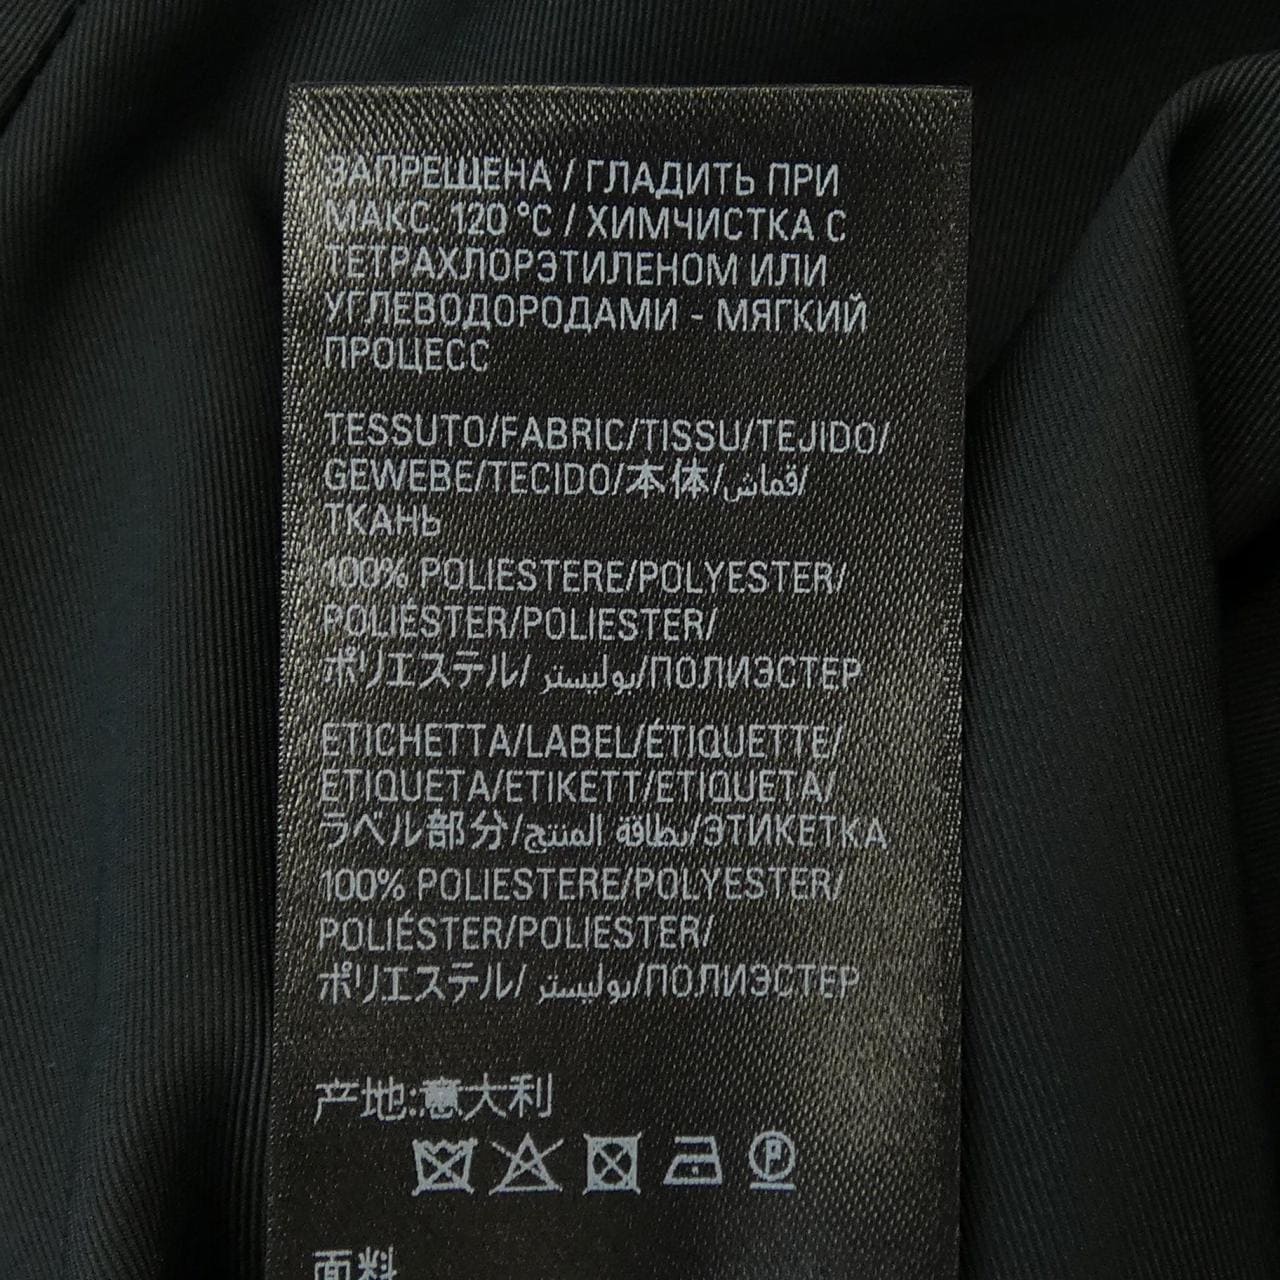 ЗАПРЕЩЕНА / ГЛАДИТЬ ПРИ
МАКС. 120 °C / ХИМЧИСТКА С
ТЕТРАХЛОРЭТИЛЕНОМ ИЛИ
УГЛЕВОДОРОДАМИ - МЯГКИЙ
ПРОЦЕСС
TESSUTO/FABRIC/TISSU/TEJIDO/
GEWEBE/TECIDO/本体/قماش/
ТКАНЬ
100% POLIESTERE/POLYESTER/
POLIÉSTER/POLIESTER/
ポリエステル/بوليستر/ПОЛИЭСТЕР
ETICHETTA/LABEL/ÉTIQUETTE/
ETIQUETA/ETIKETT/ETIQUETA/
ラベル部分/بطاقة المنتج/ЭТИКЕТКА
100% POLIESTERE/POLYESTER/
POLIÉSTER/POLIESTER/
ポリエステル/بوليستر/ПОЛИЭСТЕР
产地:意大利
P
面料